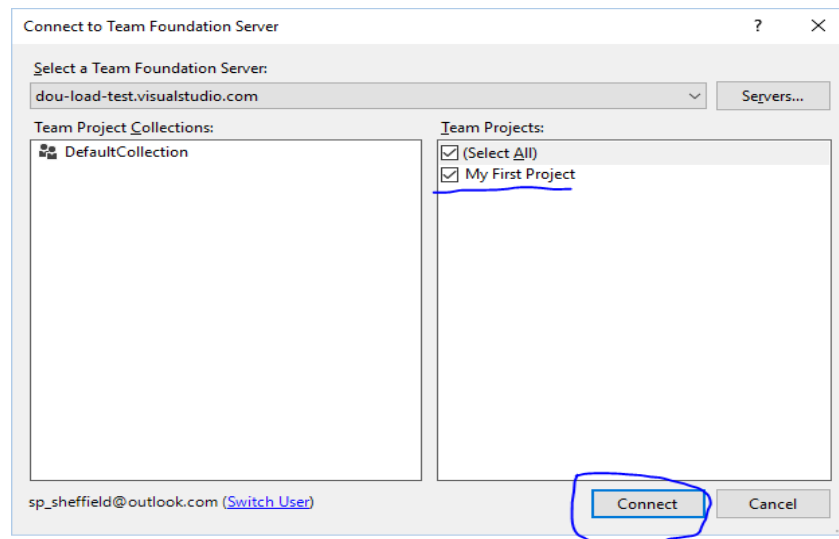 Connect to Team Foundation Server
?
Select a Team Foundation Server:
dou-load-test.visualstudio.com
Servers...
Team Project Collections:
DefaultCollection
Team Projects:
(Select All)
My First Project
sp_sheffield@outlook.com (Switch User)
Connect
Cancel